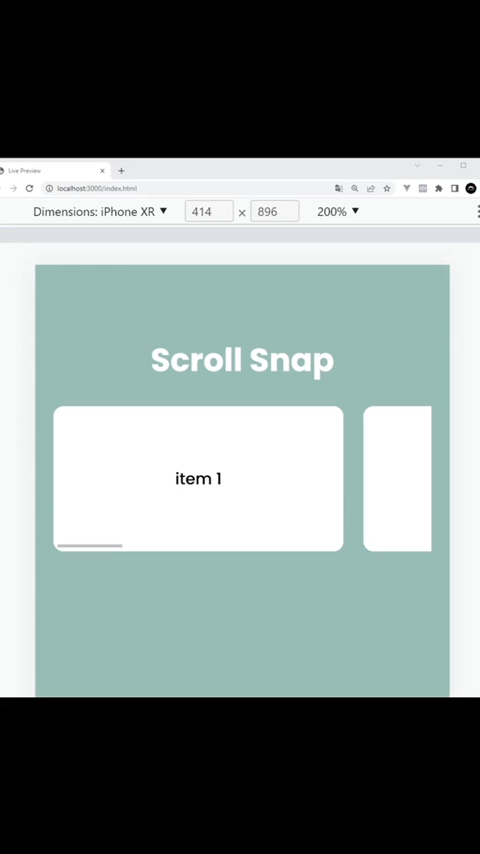 Live Preview
localhost:3000/index.html
Dimensions: iPhone XR ▼ 414 × 896 200% ▼
Scroll Snap
item 1